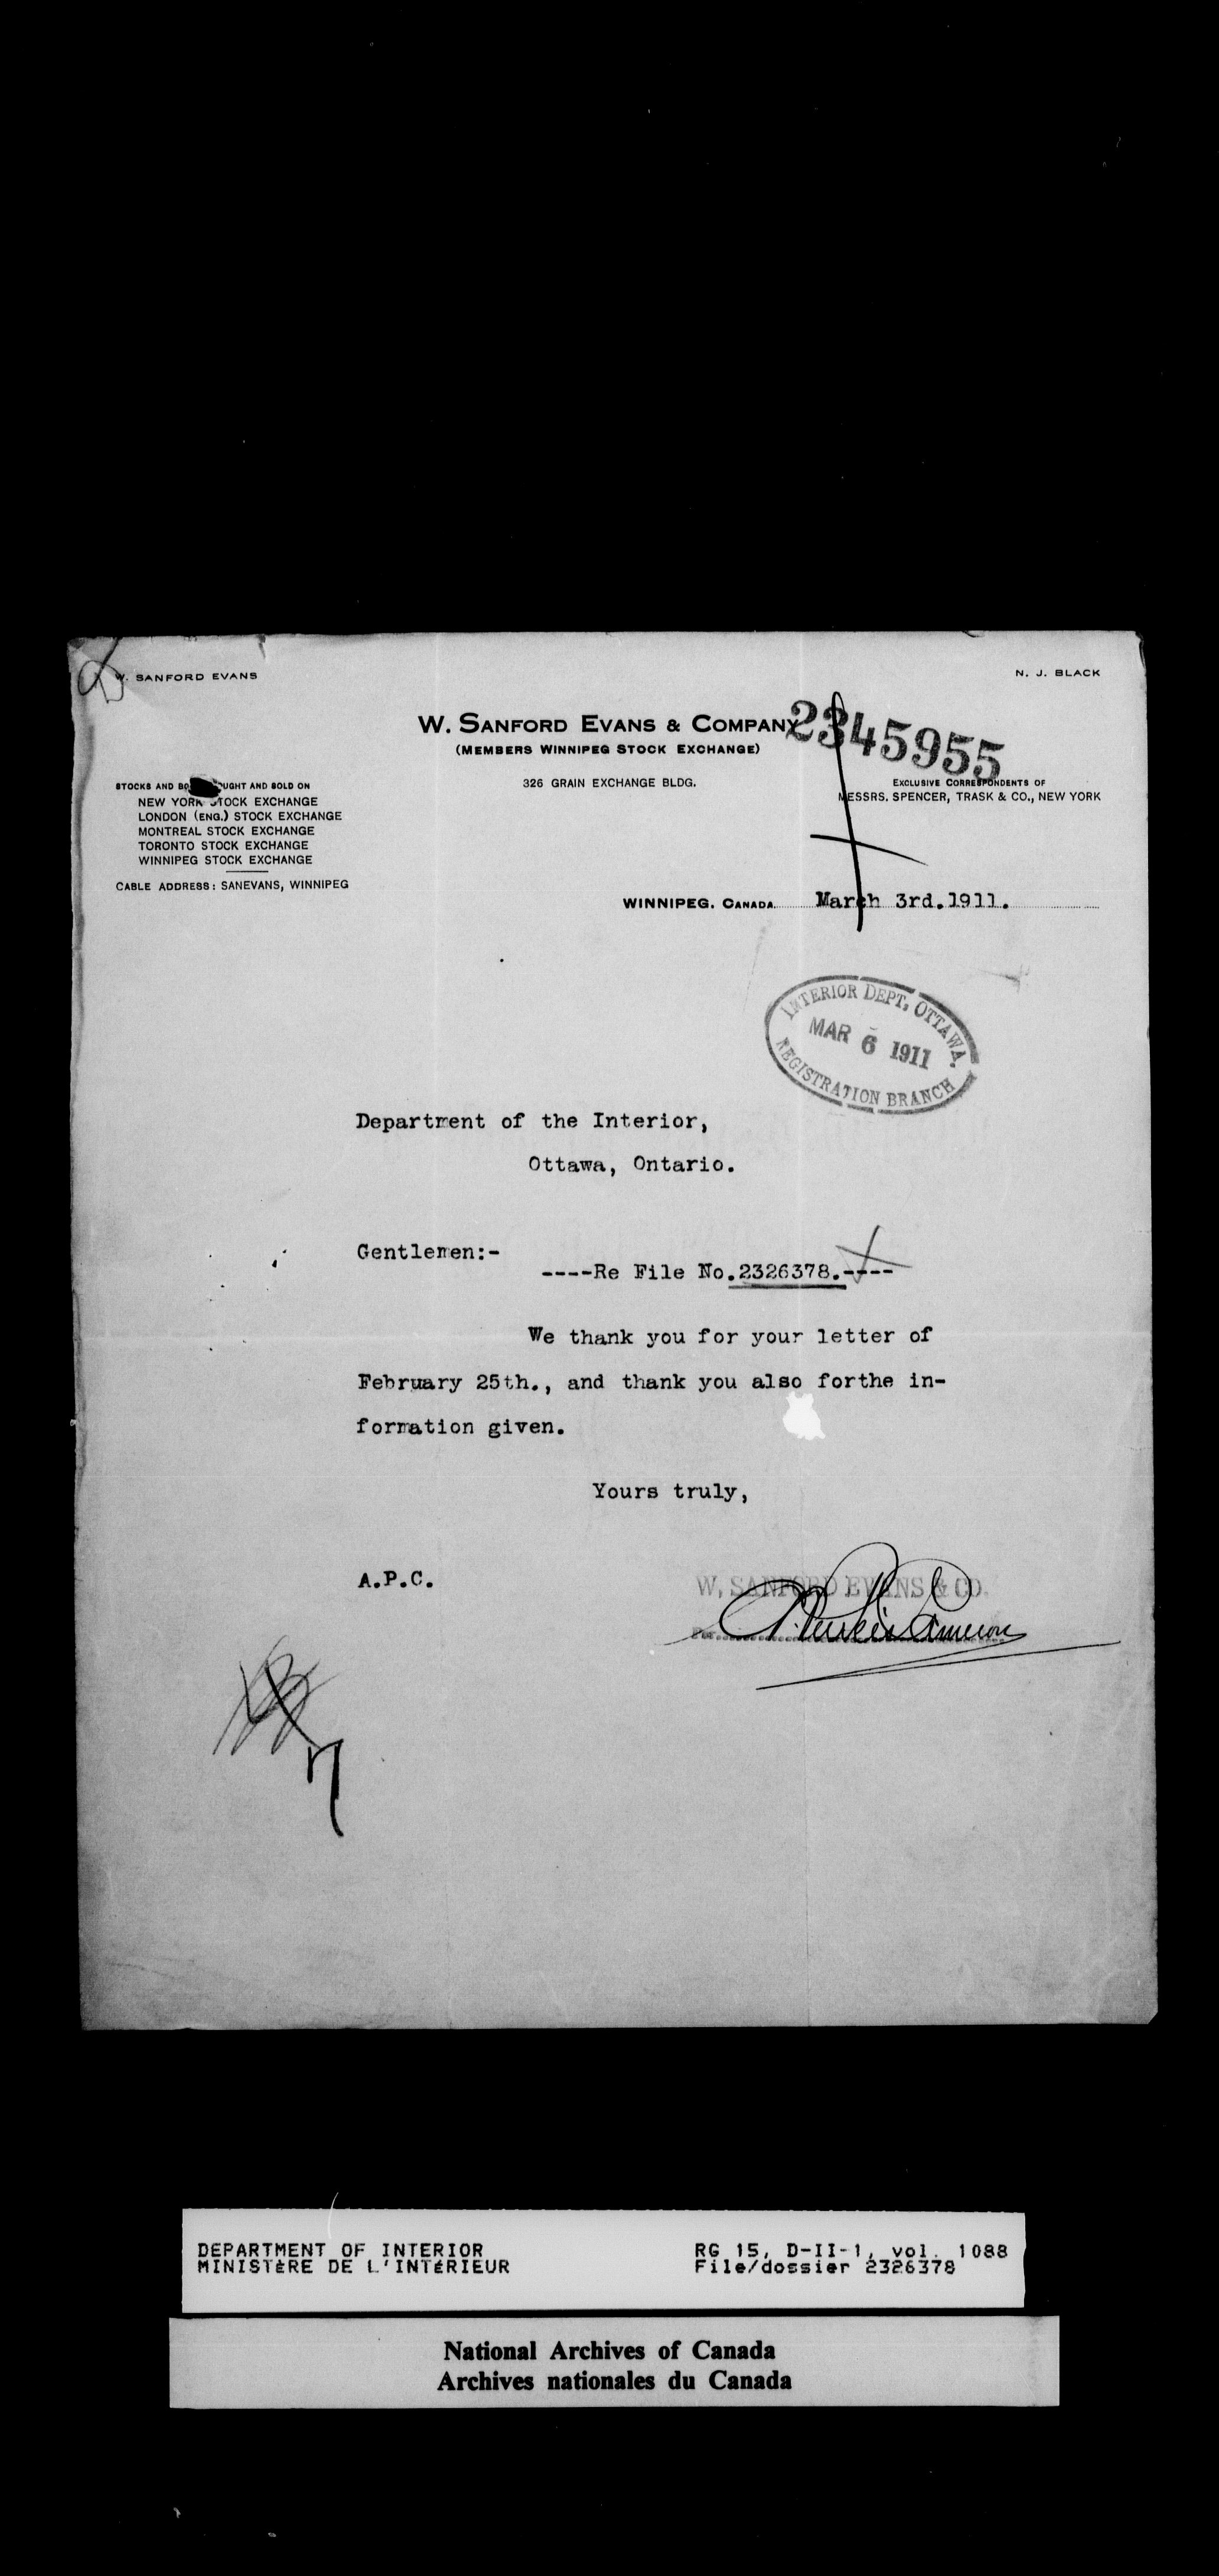 W. SANFORD EVANS
N. J. BLACK
2345955
W. SANFORD EVANS & COMPANY
(MEMBERS WINNIPEG STOCK EXCHANGE)
326 GRAIN EXCHANGE BLDG.
STOCKS AND AND SOLD ON
NEW YORK STOCK EXCHANGE
LONDON (ENG.) STOCK EXCHANGE
MONTREAL STOCK EXCHANGE
TORONTO STOCK EXCHANGE
WINNIPEG STOCK EXCHANGE
CABLE ADDRESS: SANEVANS, WINNIPEG
EXCLUSIVE CORRESPONDENTS OF
MESSRS. SPENCER, TRASK & CO., NEW YORK
WINNIPEG. CANADA. March 3rd.1911.
INTERIOR DEPT, OTTAWA.
MAR 6 1911
REGISTRATION BRANCH
Department of the Interior,
Ottawa, Ontario.
Gentlemen:-
----Re File No.2326378.----
We thank you for your letter of
February 25th., and thank you also forthe in-
formation given.
Yours truly,
A.P.C.
W. SANFORD EVANS & CO.
Per Cameron
7
DEPARTMENT OF INTERIOR
MINISTÈRE DE L'INTÉRIEUR
RG 15, D-II-1, vol. 1088
File/dossier 2326378
National Archives of Canada
Archives nationales du Canada